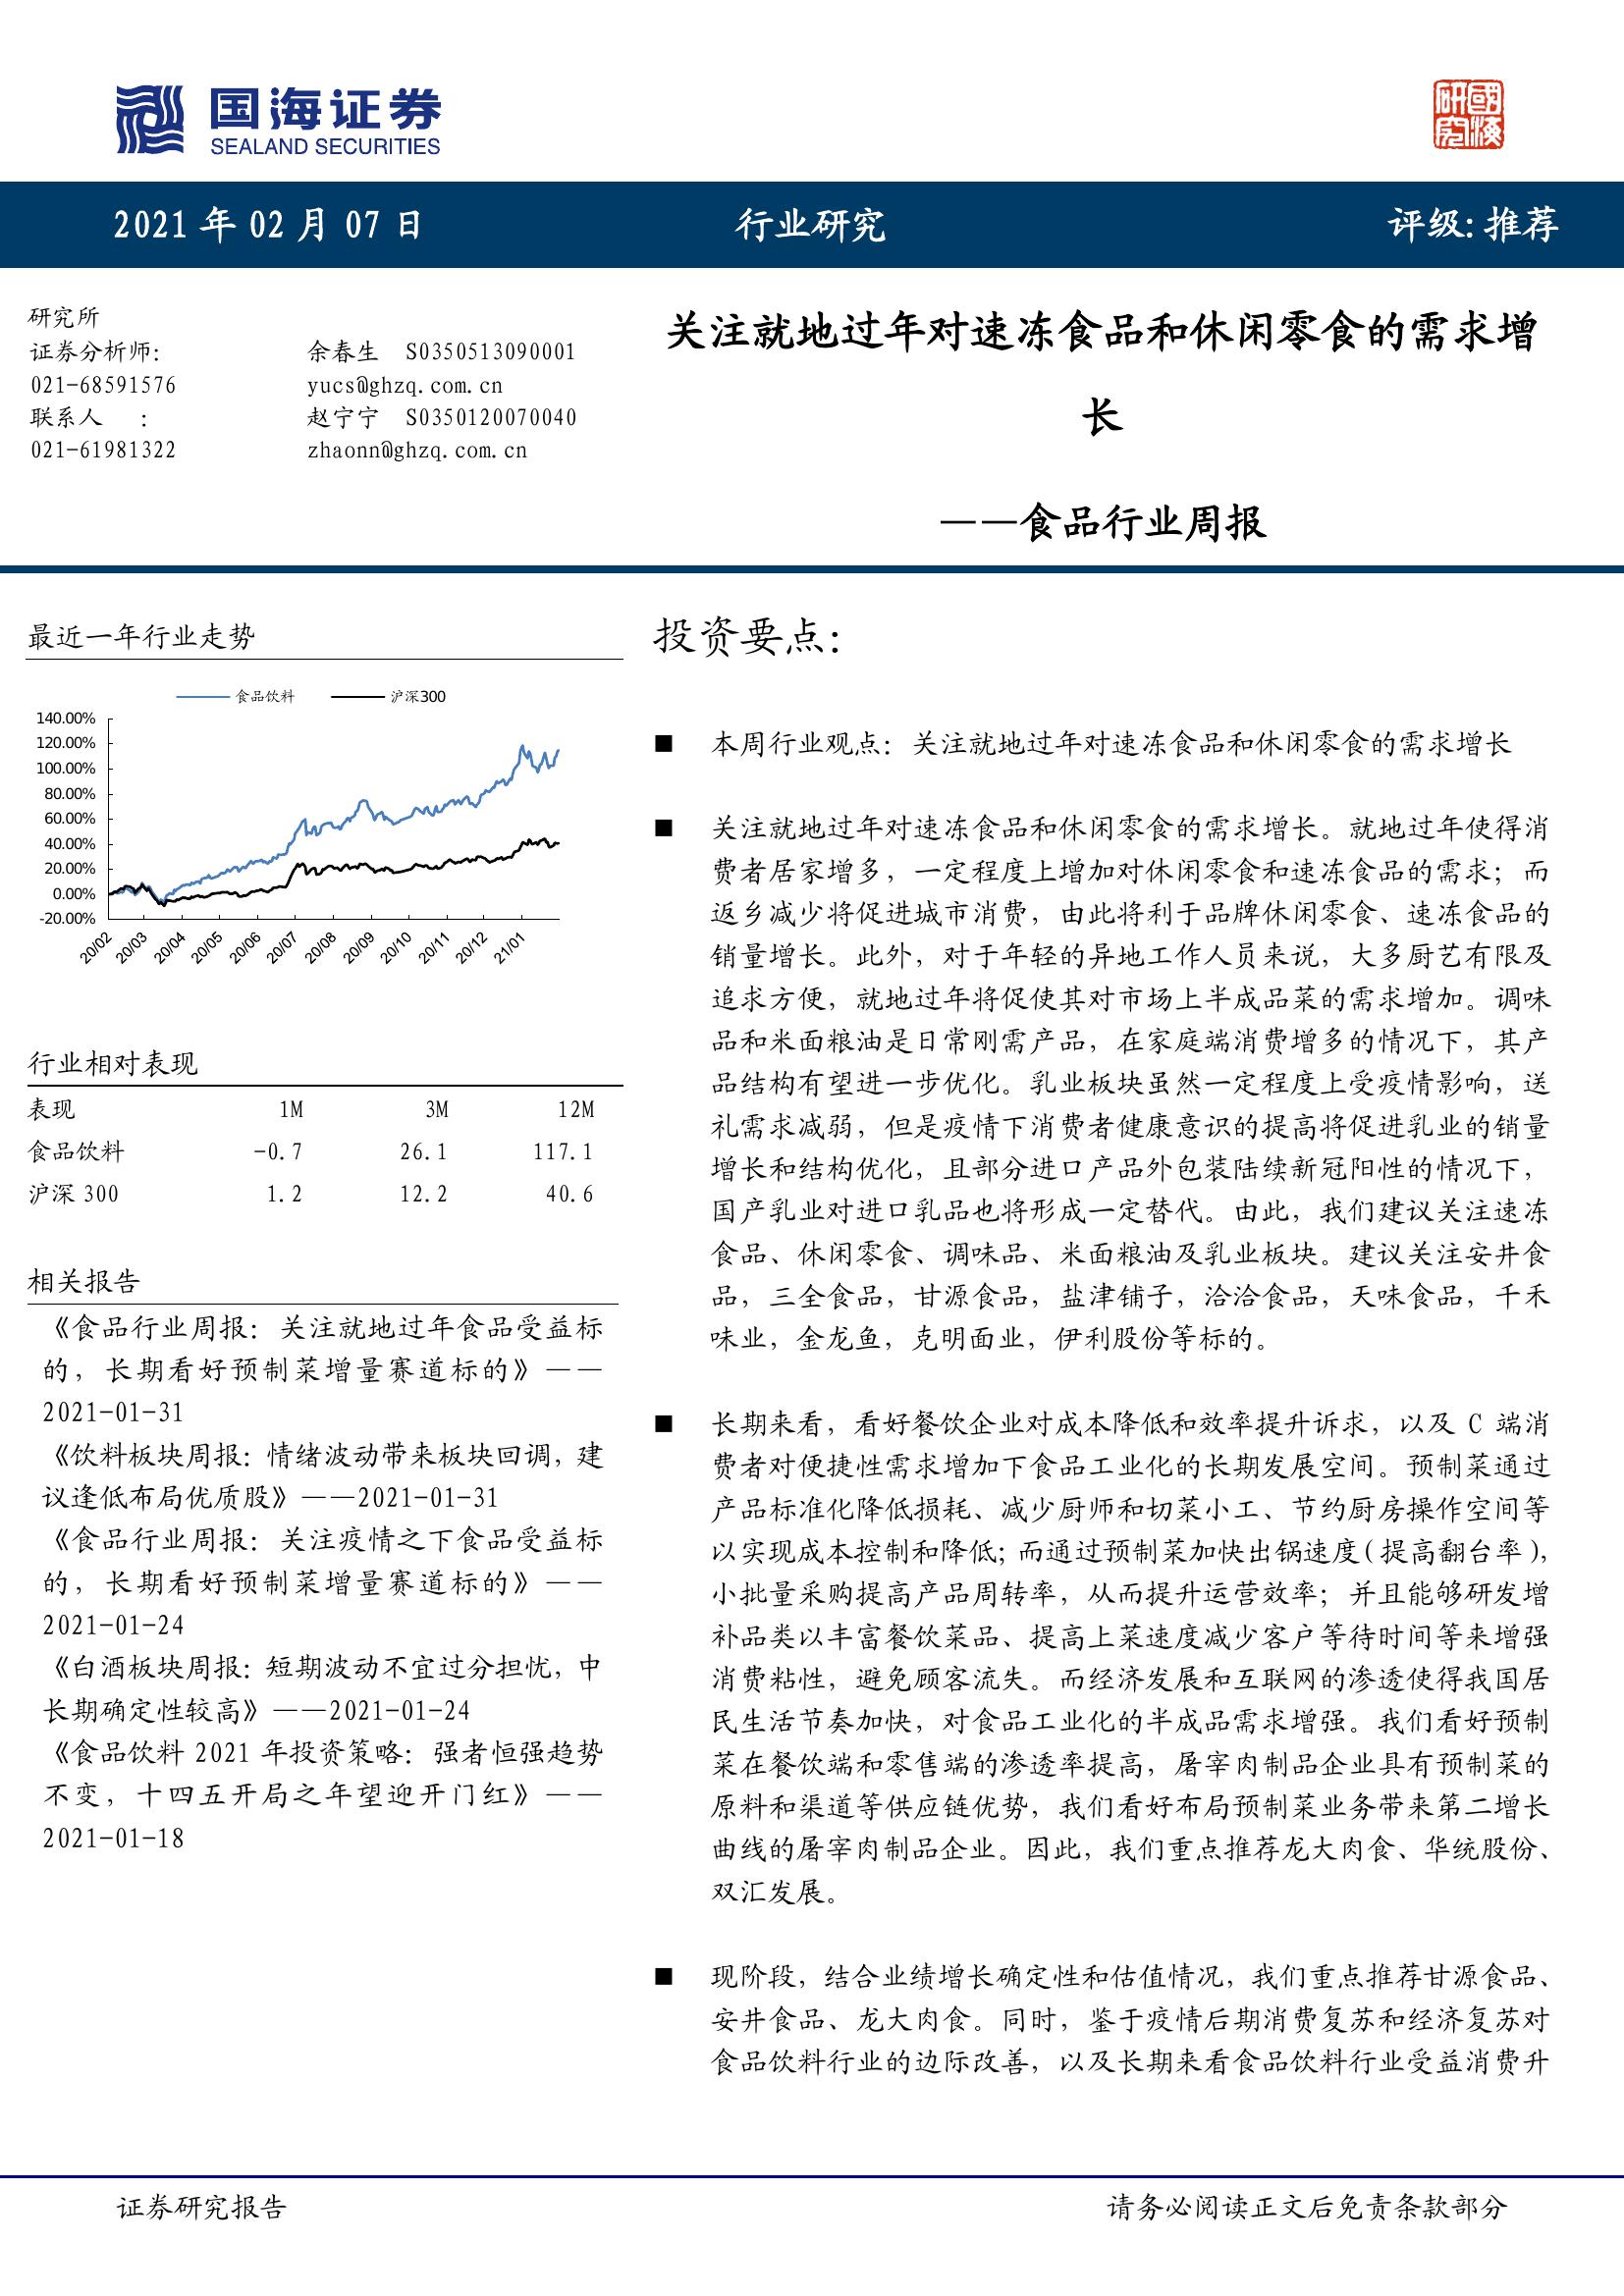 国海证券
SEALAND SECURITIES
國海
研究
2021 年 02 月 07 日
行业研究
评级:推荐
研究所
证券分析师: 余春生 S0350513090001
021-68591576 yucs@ghzq.com.cn
联系人 : 赵宁宁 S0350120070040
021-61981322 zhaonn@ghzq.com.cn
关注就地过年对速冻食品和休闲零食的需求增
长
——食品行业周报
最近一年行业走势
食品饮料 沪深300
140.00%
120.00%
100.00%
80.00%
60.00%
40.00%
20.00%
0.00%
-20.00%
20/02 20/03 20/04 20/05 20/06 20/07 20/08 20/09 20/10 20/11 20/12 21/01
行业相对表现
表现 1M 3M 12M
食品饮料 -0.7 26.1 117.1
沪深 300 1.2 12.2 40.6
相关报告
《食品行业周报：关注就地过年食品受益标
的，长期看好预制菜增量赛道标的》——
2021-01-31
《饮料板块周报：情绪波动带来板块回调，建
议逢低布局优质股》——2021-01-31
《食品行业周报：关注疫情之下食品受益标
的，长期看好预制菜增量赛道标的》——
2021-01-24
《白酒板块周报：短期波动不宜过分担忧，中
长期确定性较高》——2021-01-24
《食品饮料 2021 年投资策略：强者恒强趋势
不变，十四五开局之年望迎开门红》——
2021-01-18
投资要点：
■ 本周行业观点：关注就地过年对速冻食品和休闲零食的需求增长
■ 关注就地过年对速冻食品和休闲零食的需求增长。就地过年使得消
费者居家增多，一定程度上增加对休闲零食和速冻食品的需求；而
返乡减少将促进城市消费，由此将利于品牌休闲零食、速冻食品的
销量增长。此外，对于年轻的异地工作人员来说，大多厨艺有限及
追求方便，就地过年将促使其对市场上半成品菜的需求增加。调味
品和米面粮油是日常刚需产品，在家庭端消费增多的情况下，其产
品结构有望进一步优化。乳业板块虽然一定程度上受疫情影响，送
礼需求减弱，但是疫情下消费者健康意识的提高将促进乳业的销量
增长和结构优化，且部分进口产品外包装陆续新冠阳性的情况下，
国产乳业对进口乳品也将形成一定替代。由此，我们建议关注速冻
食品、休闲零食、调味品、米面粮油及乳业板块。建议关注安井食
品，三全食品，甘源食品，盐津铺子，洽洽食品，天味食品，千禾
味业，金龙鱼，克明面业，伊利股份等标的。
■ 长期来看，看好餐饮企业对成本降低和效率提升诉求，以及 C 端消
费者对便捷性需求增加下食品工业化的长期发展空间。预制菜通过
产品标准化降低损耗、减少厨师和切菜小工、节约厨房操作空间等
以实现成本控制和降低；而通过预制菜加快出锅速度（提高翻台率），
小批量采购提高产品周转率，从而提升运营效率；并且能够研发增
补品类以丰富餐饮菜品、提高上菜速度减少客户等待时间等来增强
消费粘性，避免顾客流失。而经济发展和互联网的渗透使得我国居
民生活节奏加快，对食品工业化的半成品需求增强。我们看好预制
菜在餐饮端和零售端的渗透率提高，屠宰肉制品企业具有预制菜的
原料和渠道等供应链优势，我们看好布局预制菜业务带来第二增长
曲线的屠宰肉制品企业。因此，我们重点推荐龙大肉食、华统股份、
双汇发展。
■ 现阶段，结合业绩增长确定性和估值情况，我们重点推荐甘源食品、
安井食品、龙大肉食。同时，鉴于疫情后期消费复苏和经济复苏对
食品饮料行业的边际改善，以及长期来看食品饮料行业受益消费升
证券研究报告
请务必阅读正文后免责条款部分